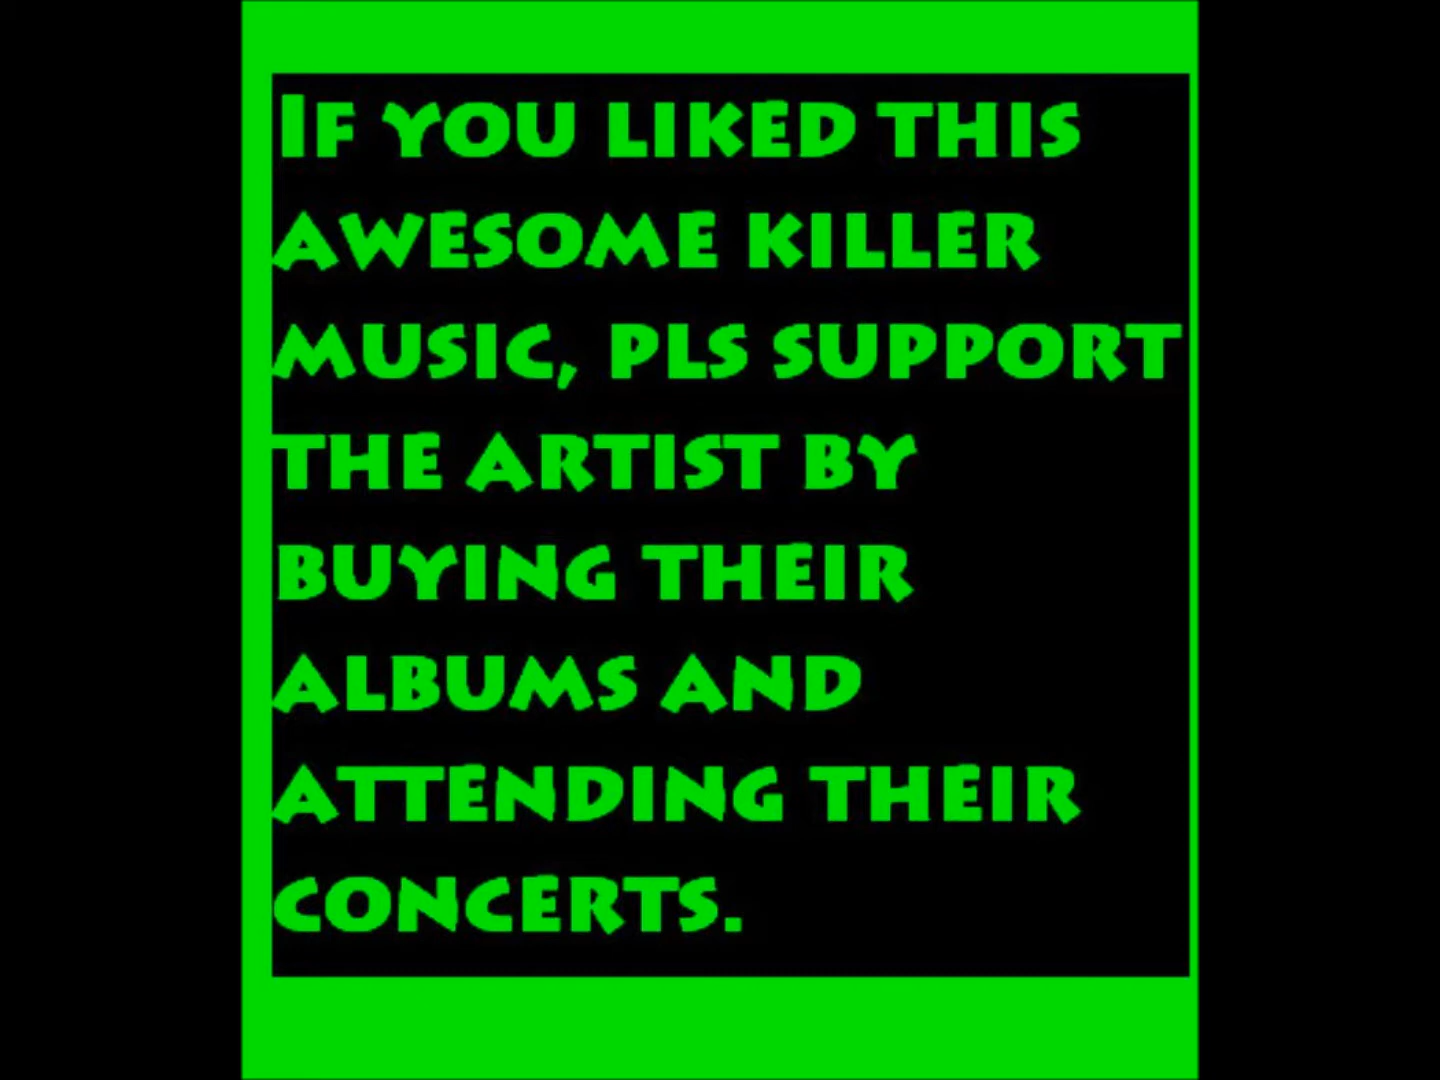 If you liked this
awesome killer
music, pls support
the artist by
buying their
albums and
attending their
concerts.